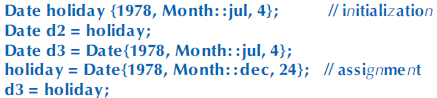 Date holiday {1978, Month::jul, 4}; // initialization
Date d2 = holiday;
Date d3 = Date{1978, Month::jul, 4};
holiday = Date{1978, Month::dec, 24}; // assignment
d3 = holiday;